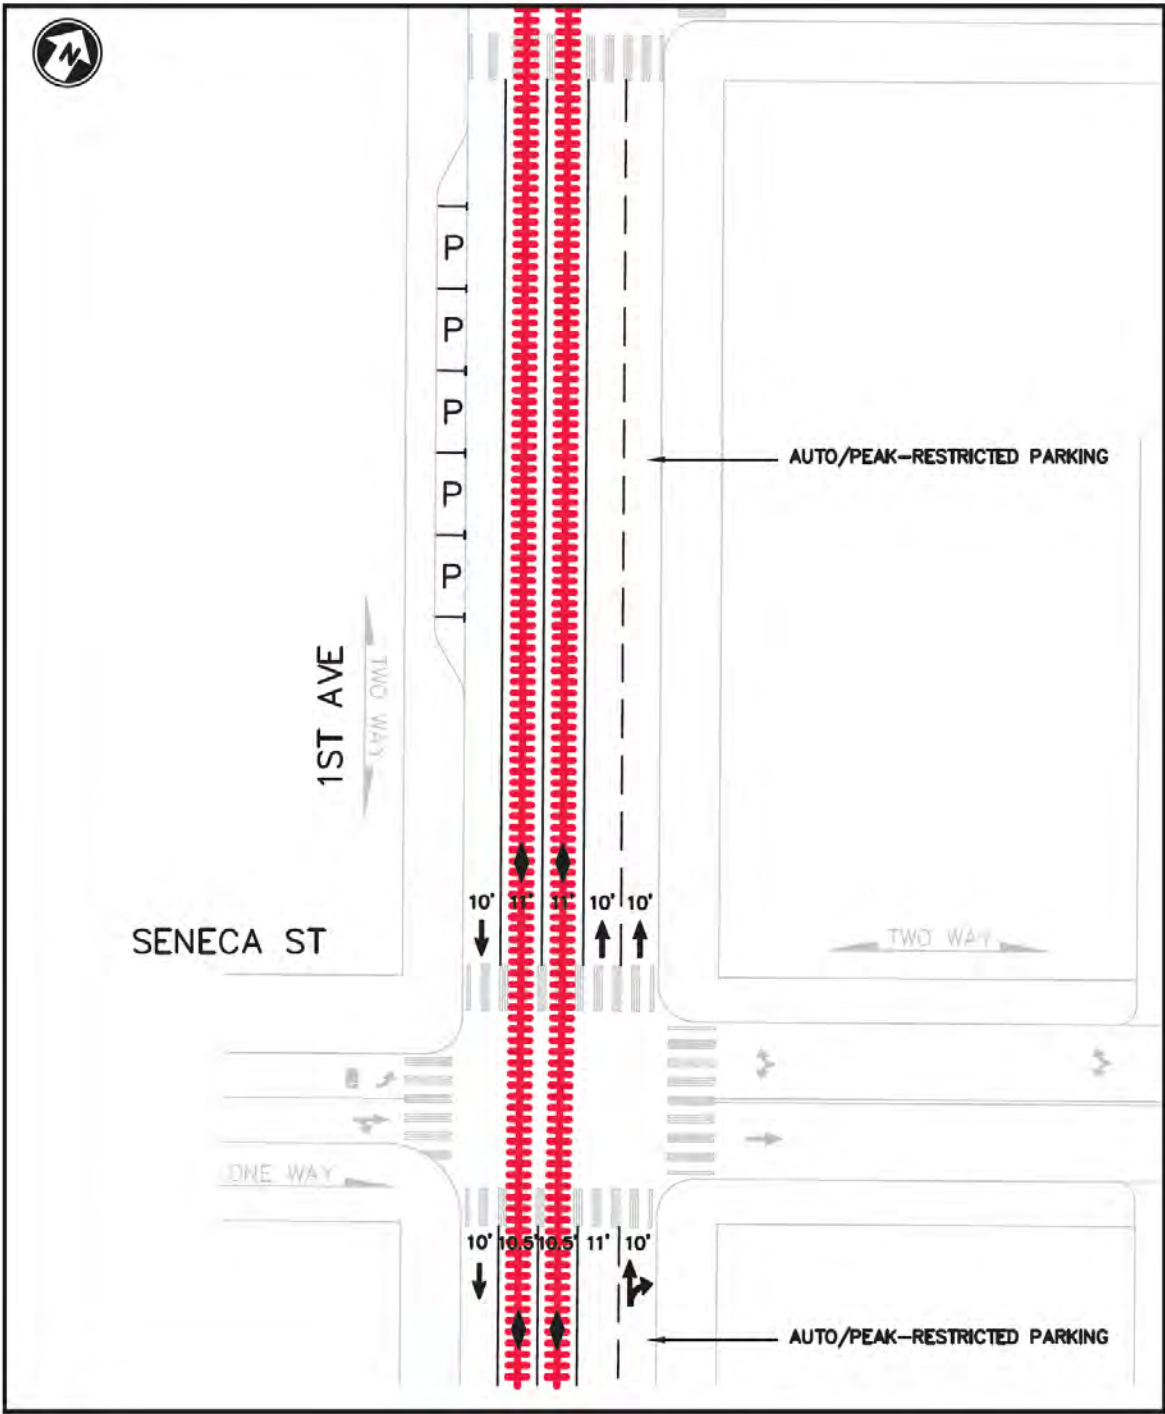 N
P
P
P
P
P
AUTO/PEAK-RESTRICTED PARKING
1ST AVE
TWO WAY
10' 11' 11' 10' 10'
SENECA ST
TWO WAY
ONE WAY
10' 10.5' 10.5' 11' 10'
AUTO/PEAK-RESTRICTED PARKING